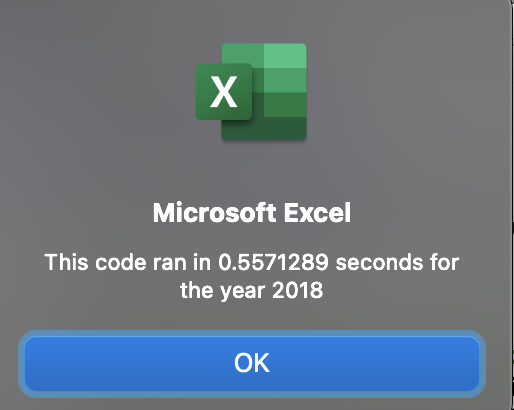 X
Microsoft Excel
This code ran in 0.5571289 seconds for
the year 2018
OK